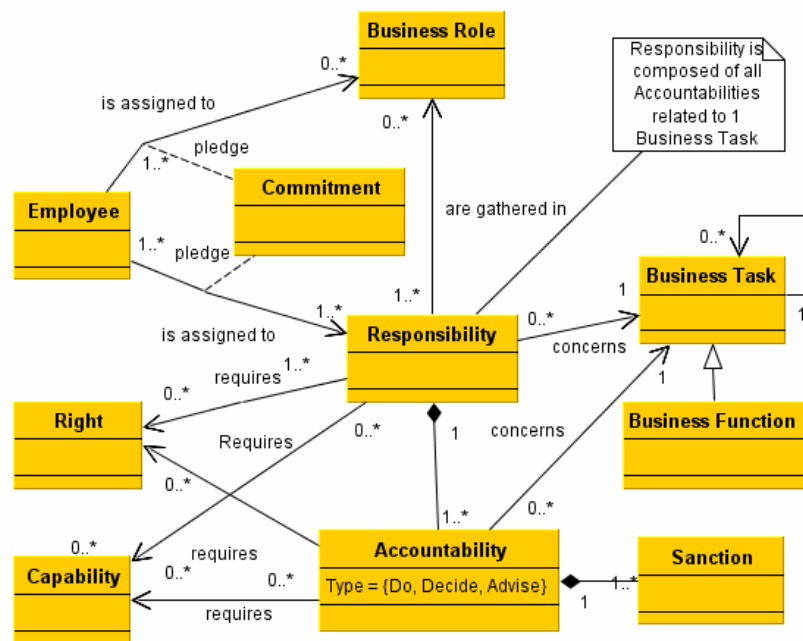 Business Role
Responsibility is
composed of all
Accountabilities
related to 1
Business Task
0..*
is assigned to
0..*
pledge
1..*
Commitment
Employee
are gathered in
1..*
pledge
0..*
Business Task
1..*
1..*
1
0..*
1
Responsibility
is assigned to
concerns
1..*
requires
0..*
1
Right
Requires
0..*
1
concerns
Business Function
0..*
0..*
1..*
requires
Accountability
Sanction
0..*
0..*
0..*
Capability
Type = {Do, Decide, Advise}
1..*
1
requires